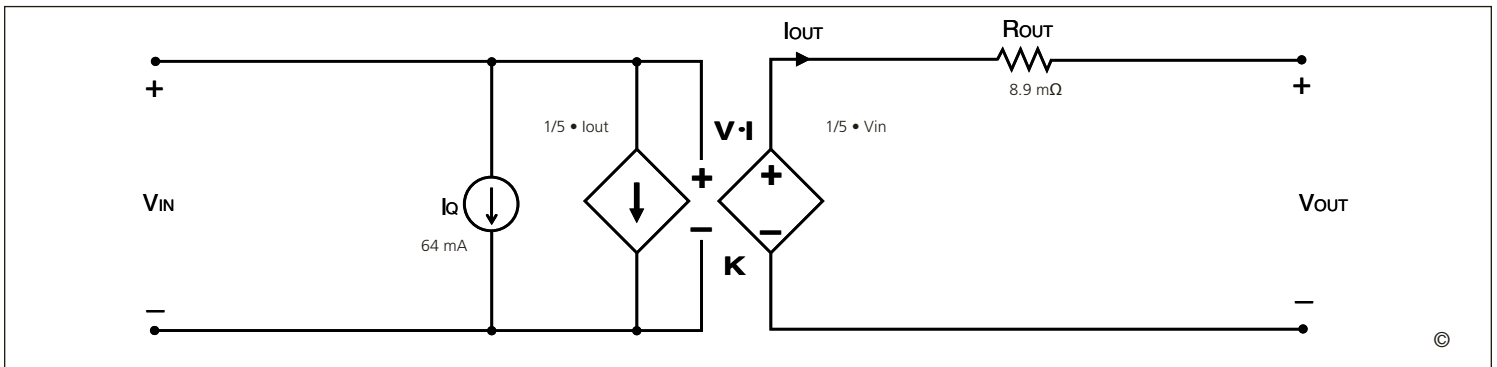 IOUT
ROUT
8.9 mΩ
+
+
1/5 • Iout
V•I
1/5 • Vin
+
+
VIN
IQ
VOUT
64 mA
–
–
K
–
–
©